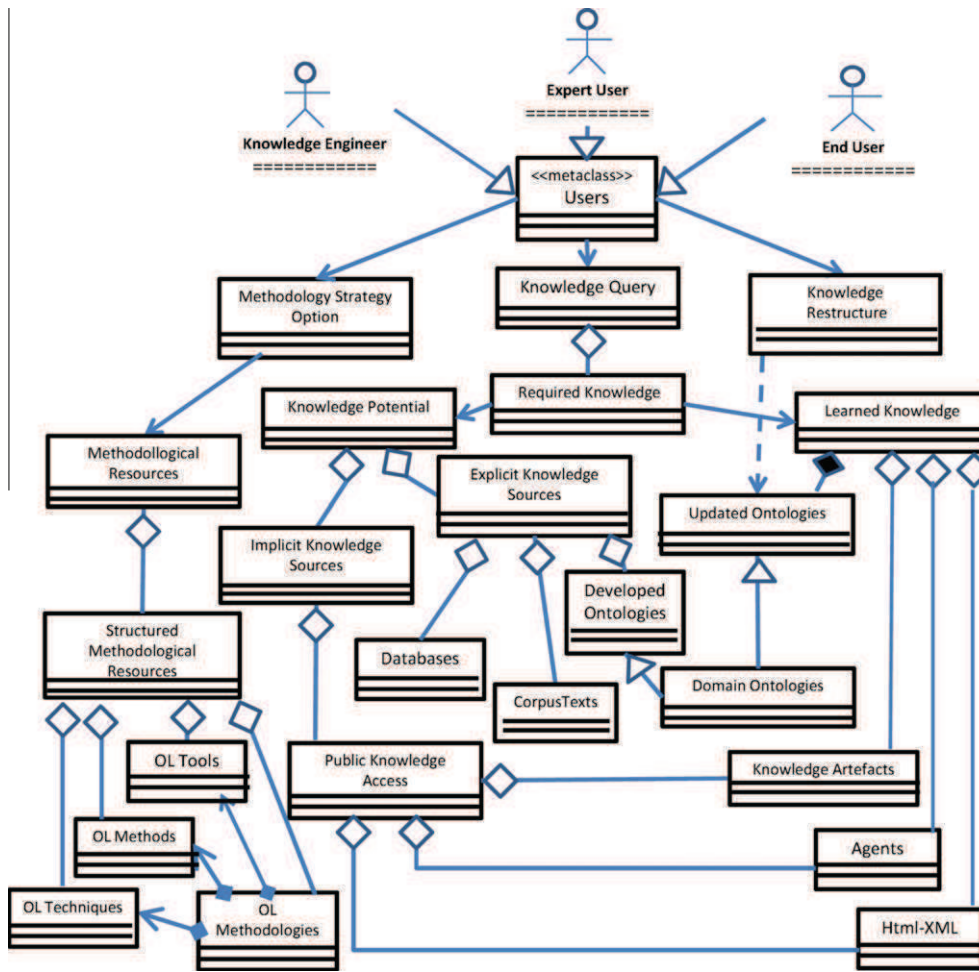 Expert User
============
Knowledge Engineer
============
End User
============
<<metaclass>>
Users
Methodology Strategy
Option
Knowledge Query
Knowledge
Restructure
Knowledge Potential
Required Knowledge
Learned Knowledge
Methodollogical
Resources
Explicit Knowledge
Sources
Updated Ontologies
Implicit Knowledge
Sources
Developed
Ontologies
Structured
Methodological
Resources
Databases
CorpusTexts
Domain Ontologies
OL Tools
Public Knowledge
Access
Knowledge Artefacts
OL Methods
Agents
OL Techniques
OL
Methodologies
Html-XML